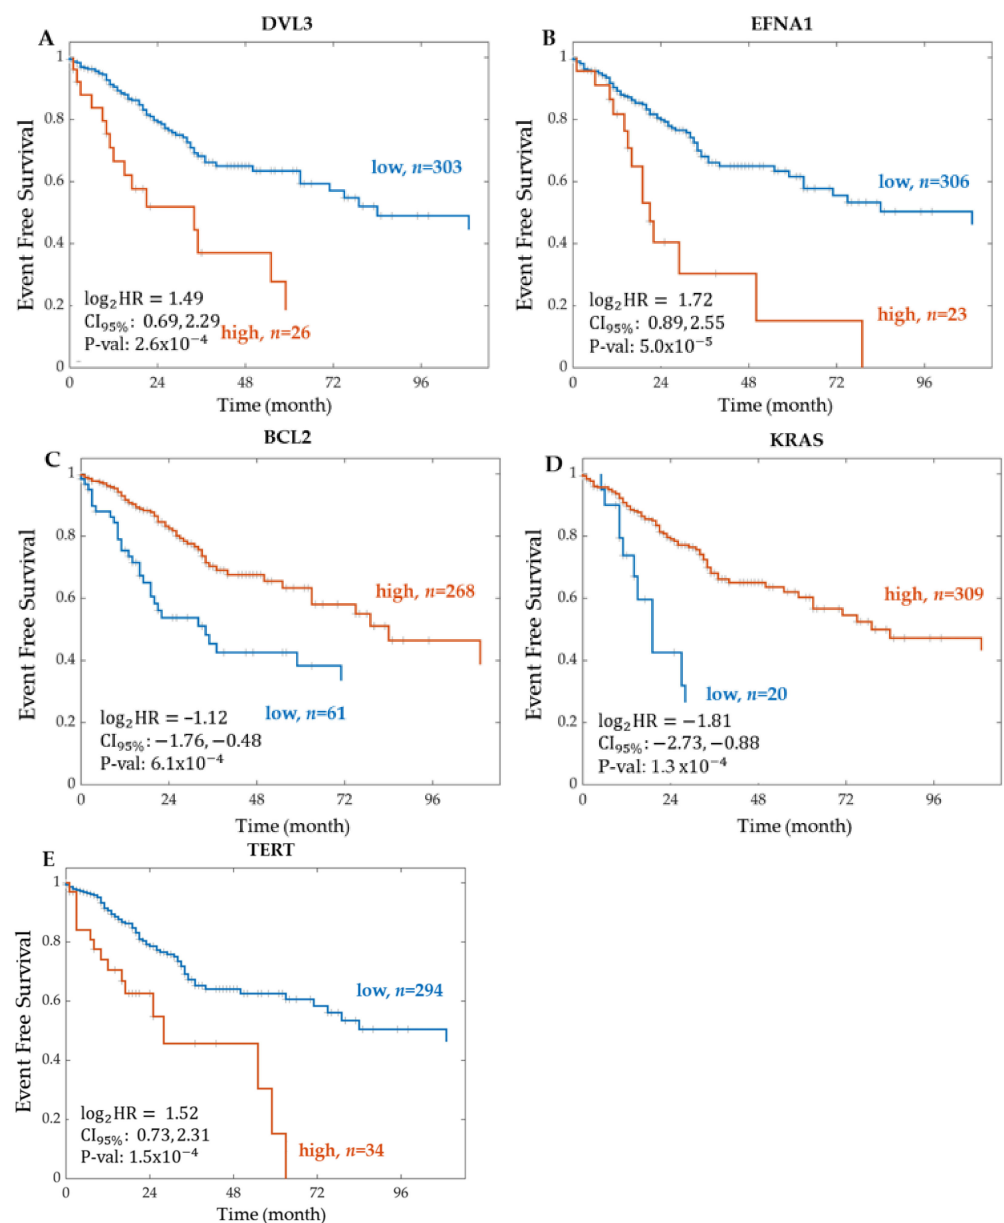 DVL3
A
1
0.8
0.6
0.4
0.2
0
Event Free Survival
low, n=303
high, n=26
log₂HR = 1.49
CI₉₅%: 0.69,2.29
P-val: 2.6x10⁻⁴
0 24 48 72 96
Time (month)
EFNA1
B
1
0.8
0.6
0.4
0.2
0
Event Free Survival
low, n=306
high, n=23
log₂HR = 1.72
CI₉₅%: 0.89,2.55
P-val: 5.0x10⁻⁵
0 24 48 72 96
Time (month)
BCL2
C
1
0.8
0.6
0.4
0.2
0
Event Free Survival
high, n=268
low, n=61
log₂HR = −1.12
CI₉₅%: −1.76, −0.48
P-val: 6.1x10⁻⁴
0 24 48 72 96
Time (month)
KRAS
D
1
0.8
0.6
0.4
0.2
0
Event Free Survival
high, n=309
low, n=20
log₂HR = −1.81
CI₉₅%: −2.73, −0.88
P-val: 1.3 x10⁻⁴
0 24 48 72 96
Time (month)
TERT
E
1
0.8
0.6
0.4
0.2
0
Event Free Survival
low, n=294
high, n=34
log₂HR = 1.52
CI₉₅%: 0.73,2.31
P-val: 1.5x10⁻⁴
0 24 48 72 96
Time (month)